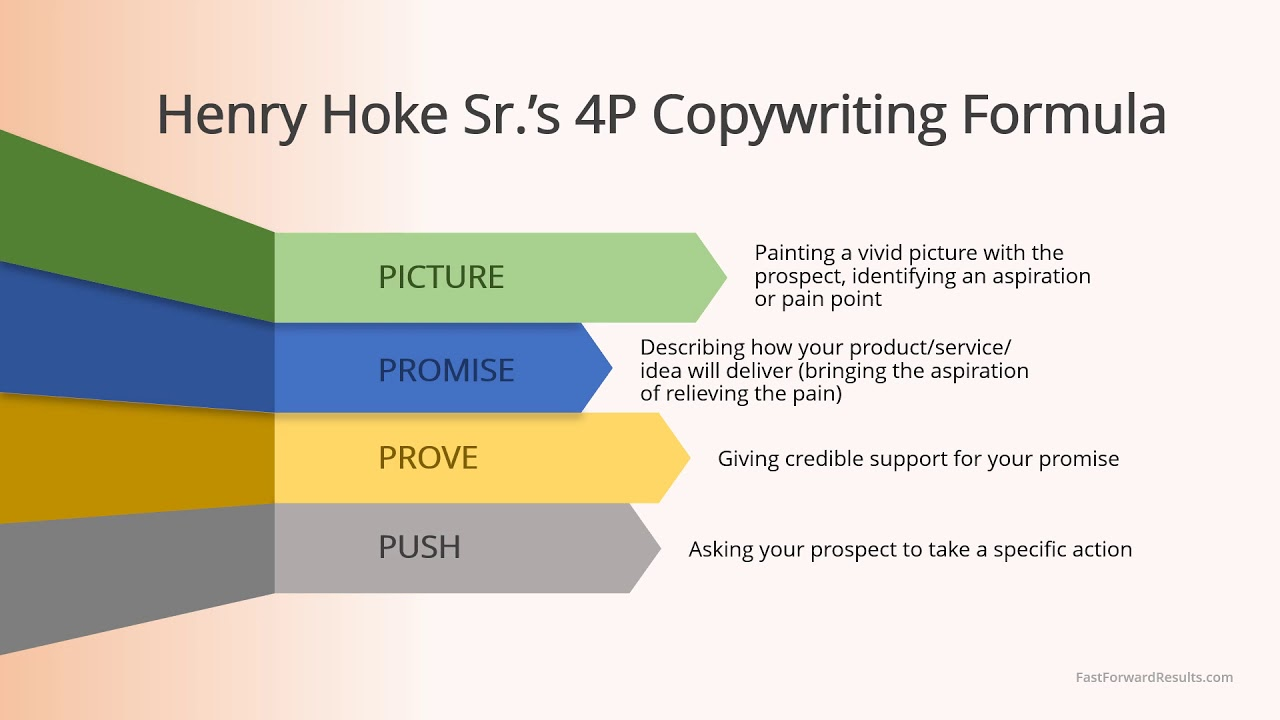 Henry Hoke Sr.’s 4P Copywriting Formula
PICTURE
Painting a vivid picture with the
prospect, identifying an aspiration
or pain point
PROMISE
Describing how your product/service/
idea will deliver (bringing the aspiration
of relieving the pain)
PROVE
Giving credible support for your promise
PUSH
Asking your prospect to take a specific action
FastForwardResults.com